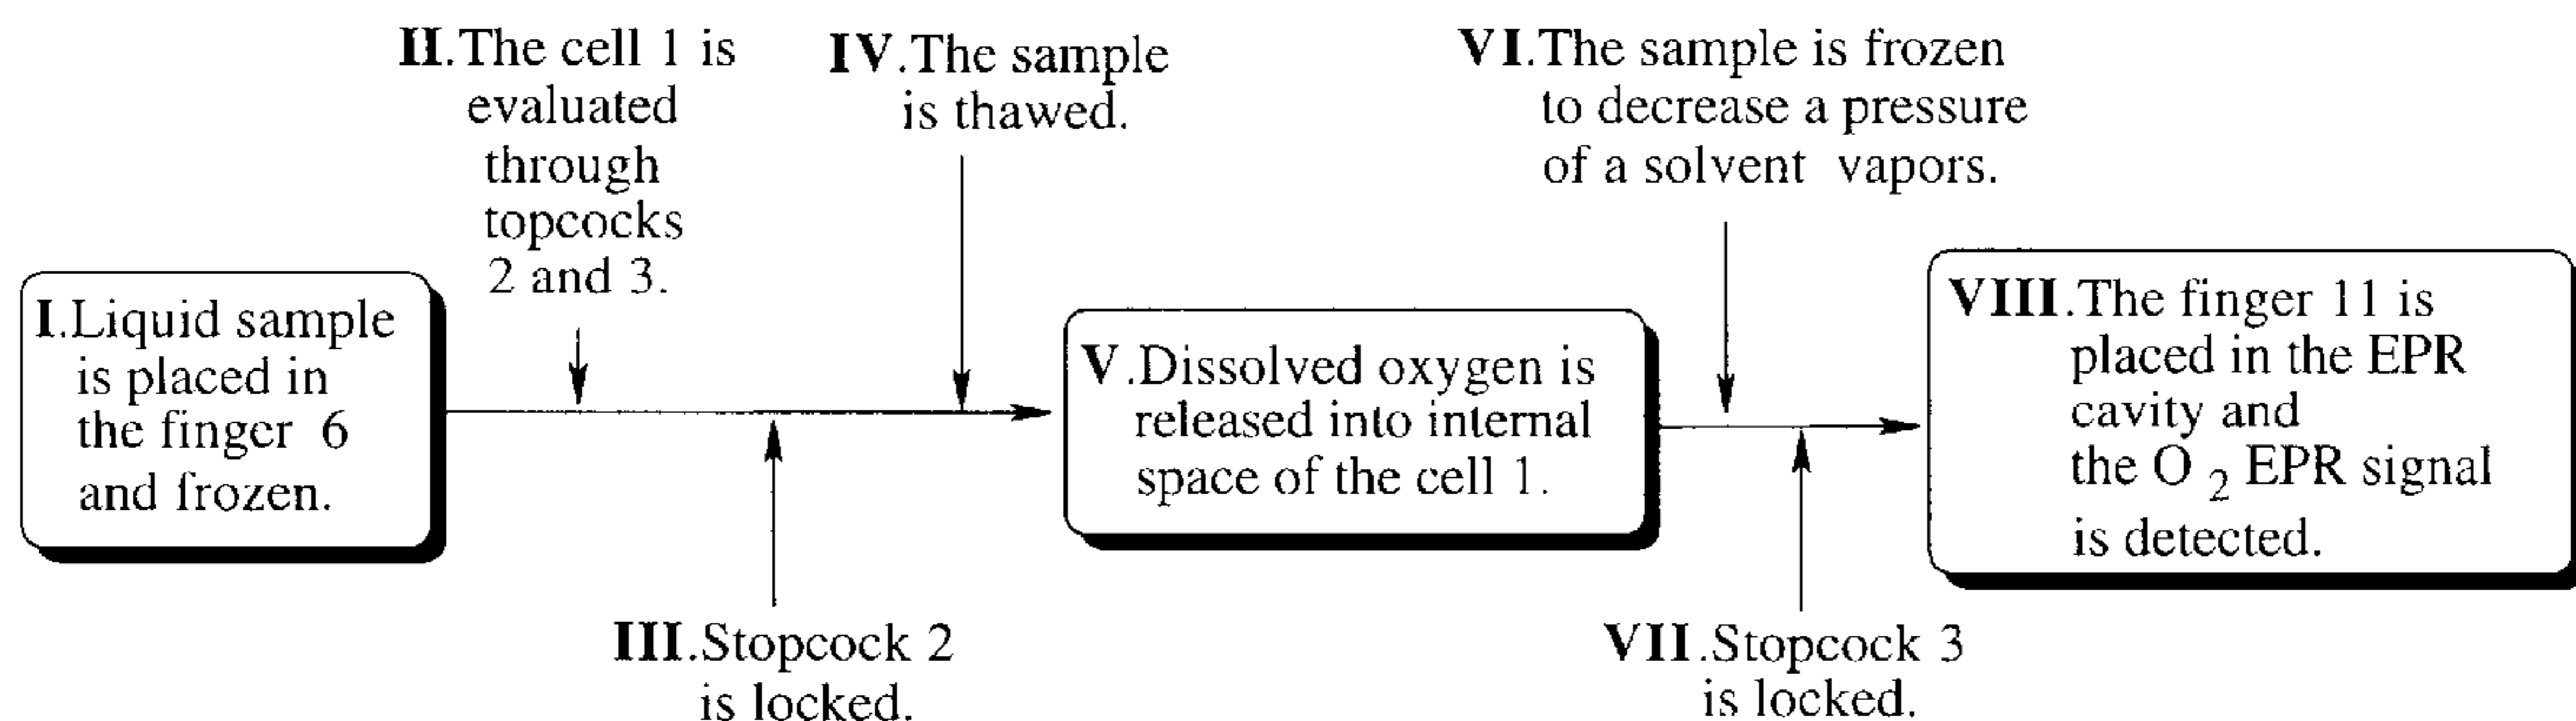 I.Liquid sample
is placed in
the finger 6
and frozen.
II.The cell 1 is
evaluated
through
topcocks
2 and 3.
III.Stopcock 2
is locked.
IV.The sample
is thawed.
V.Dissolved oxygen is
released into internal
space of the cell 1.
VI.The sample is frozen
to decrease a pressure
of a solvent vapors.
VII.Stopcock 3
is locked.
VIII.The finger 11 is
placed in the EPR
cavity and
the O 2 EPR signal
is detected.